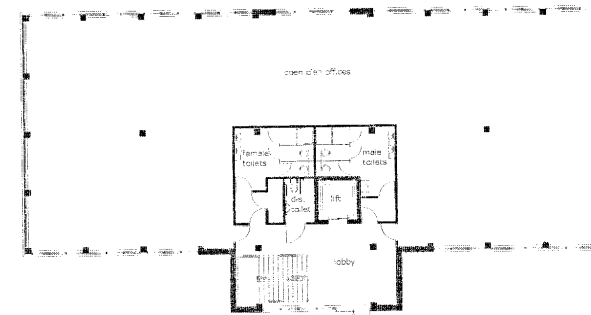 open plan offices
female
toilets
male
toilets
dis.
toilet
lift
lobby